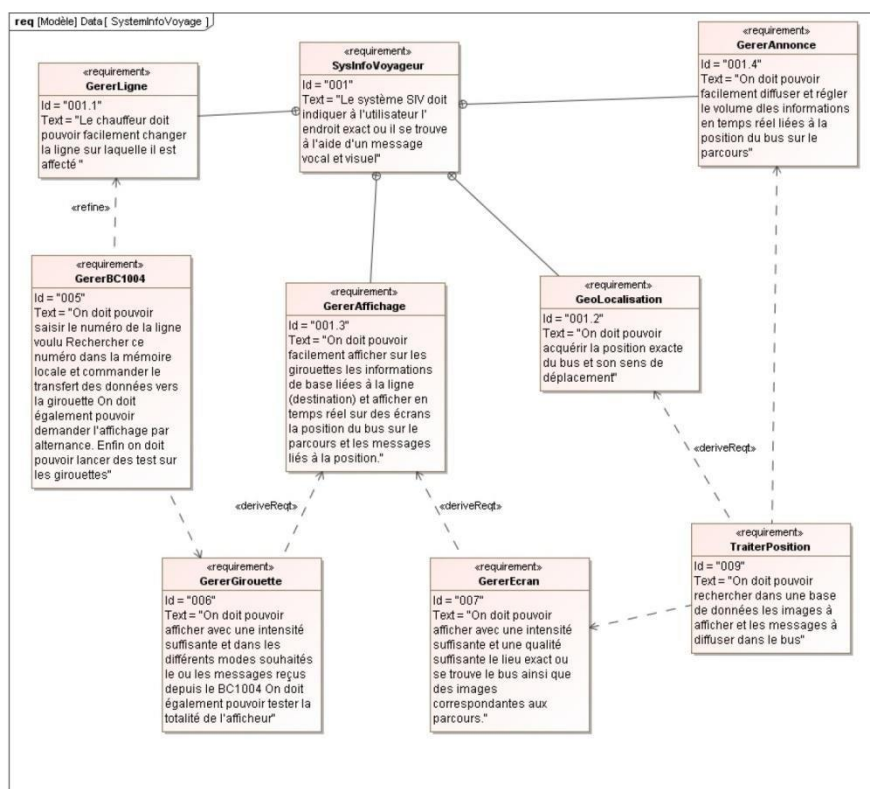 req [Modèle] Data [ SystemInfoVoyage ]
«requirement»
GererLigne
Id = "001.1"
Text = "Le chauffeur doit
pouvoir facilement changer
la ligne sur laquelle il est
affecté "
«requirement»
SysInfoVoyageur
Id = "001"
Text = "Le système SIV doit
indiquer à l'utilisateur l'
endroit exact ou il se trouve
à l'aide d'un message
vocal et visuel"
«requirement»
GererAnnonce
Id = "001.4"
Text = "On doit pouvoir
facilement diffuser et régler
le volume dles informations
en temps réel liées à la
position du bus sur le
parcours"
«refine»
«requirement»
GererBC1004
Id = "005"
Text = "On doit pouvoir
saisir le numéro de la ligne
voulu Rechercher ce
numéro dans la mémoire
locale et commander le
transfert des données vers
la girouette On doit
également pouvoir
demander l'affichage par
alternance. Enfin on doit
pouvoir lancer des test sur
les girouettes"
«requirement»
GererAffichage
Id = "001.3"
Text = "On doit pouvoir
facilement afficher sur les
girouettes les informations
de base liées à la ligne
(destination) et afficher en
temps réel sur des écrans
la position du bus sur le
parcours et les messages
liés à la position."
«requirement»
GeoLocalisation
Id = "001.2"
Text = "On doit pouvoir
acquérir la position exacte
du bus et son sens de
déplacement"
«deriveReqt»
«deriveReqt»
«deriveReqt»
«requirement»
GererGirouette
Id = "006"
Text = "On doit pouvoir
afficher avec une intensité
suffisante et dans les
différents modes souhaités
le ou les messages reçus
depuis le BC1004 On doit
également pouvoir tester la
totalité de l'afficheur"
«requirement»
GererEcran
Id = "007"
Text = "On doit pouvoir
afficher avec une intensité
suffisante et une qualité
suffisante le lieu exact ou
se trouve le bus ainsi que
des images
correspondantes aux
parcours."
«requirement»
TraiterPosition
Id = "009"
Text = "On doit pouvoir
rechercher dans une base
de données les images à
afficher et les messages à
diffuser dans le bus"